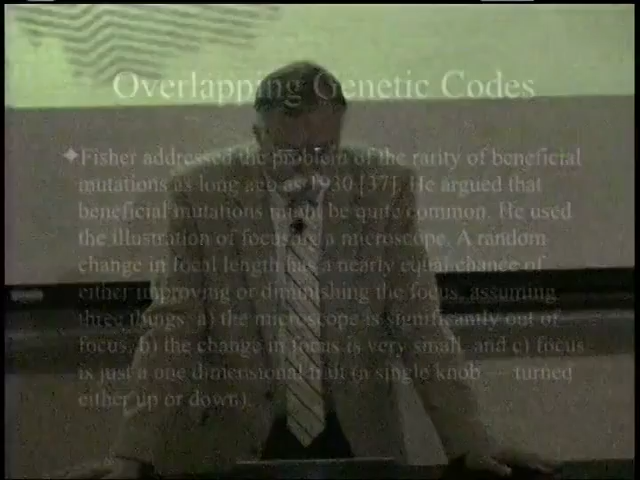 Overlapping Genetic Codes
✦Fisher addressed the problem of the rarity of beneficial
mutations as long ago as 1930 [37]. He argued that
beneficial mutations might be quite common. He used
the illustration of focusing a microscope. A random
change in focal length has a nearly equal chance of
either improving or diminishing the focus, assuming
three things a) the microscope is significantly out of
focus, b) the change in focus is very small, and c) focus
is just a one dimensional trait (a single knob — turned
either up or down).